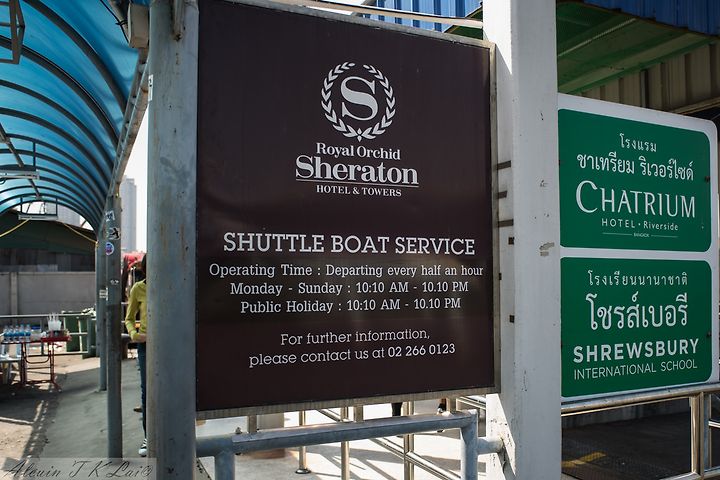 S
Royal Orchid
Sheraton
HOTEL & TOWERS
SHUTTLE BOAT SERVICE
Operating Time : Departing every half an hour
Monday - Sunday : 10:10 AM - 10.10 PM
Public Holiday : 10:10 AM - 10.10 PM
For further information,
please contact us at 02 266 0123
โรงแรม
ชาเทรียม ริเวอร์ไซด์
CHATRIUM
HOTEL • Riverside
BANGKOK
โรงเรียนนานาชาติ
โชรส์เบอรี
SHREWSBURY
INTERNATIONAL SCHOOL
Alcuin T K Lai©